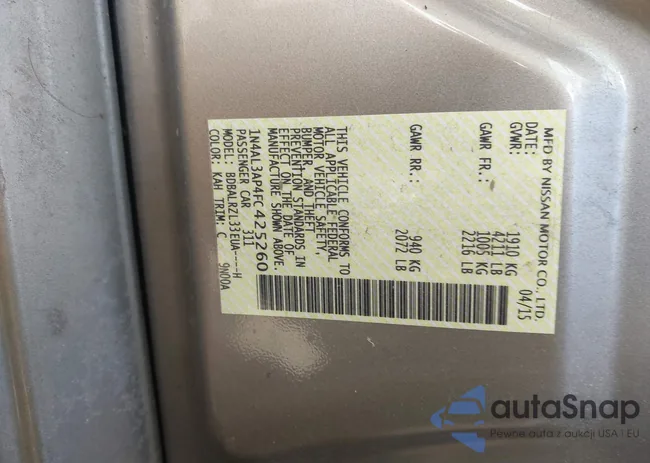 MFD BY NISSAN MOTOR CO., LTD.
DATE: 04/15
GVWR: 1910 KG
4211 LB
GAWR FR.: 1005 KG
2216 LB
GAWR RR.: 940 KG
2072 LB
THIS VEHICLE CONFORMS TO
ALL APPLICABLE FEDERAL
MOTOR VEHICLE SAFETY,
BUMPER, AND THEFT
PREVENTION STANDARDS IN
EFFECT ON THE DATE OF
MANUFACTURE SHOWN ABOVE.
1N4AL3AP4FC425260
PASSENGER CAR 311
MODEL: BDBALRZL33EUA----H
COLOR: KAH TRIM: C 9N00A
autaSnap
Pewne auta z aukcji USA i EU